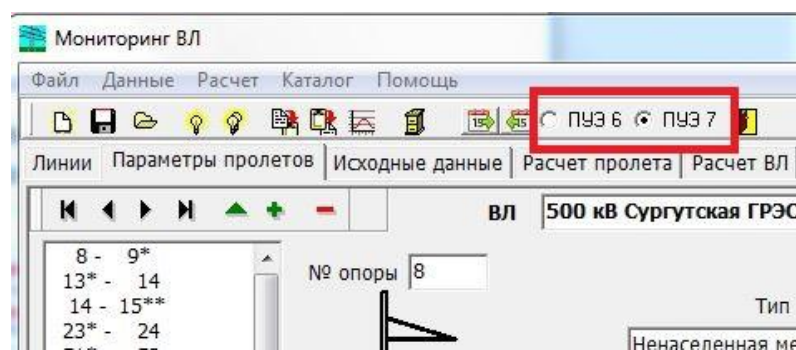 Мониторинг ВЛ
Файл Данные Расчет Каталог Помощь
ПУЭ 6 ПУЭ 7
Линии Параметры пролетов Исходные данные Расчет пролета Расчет ВЛ
ВЛ 500 кВ Сургутская ГРЭС
8 - 9*
№ опоры 8
13* - 14
14 - 15**
Тип
23* - 24
Ненаселенная ме